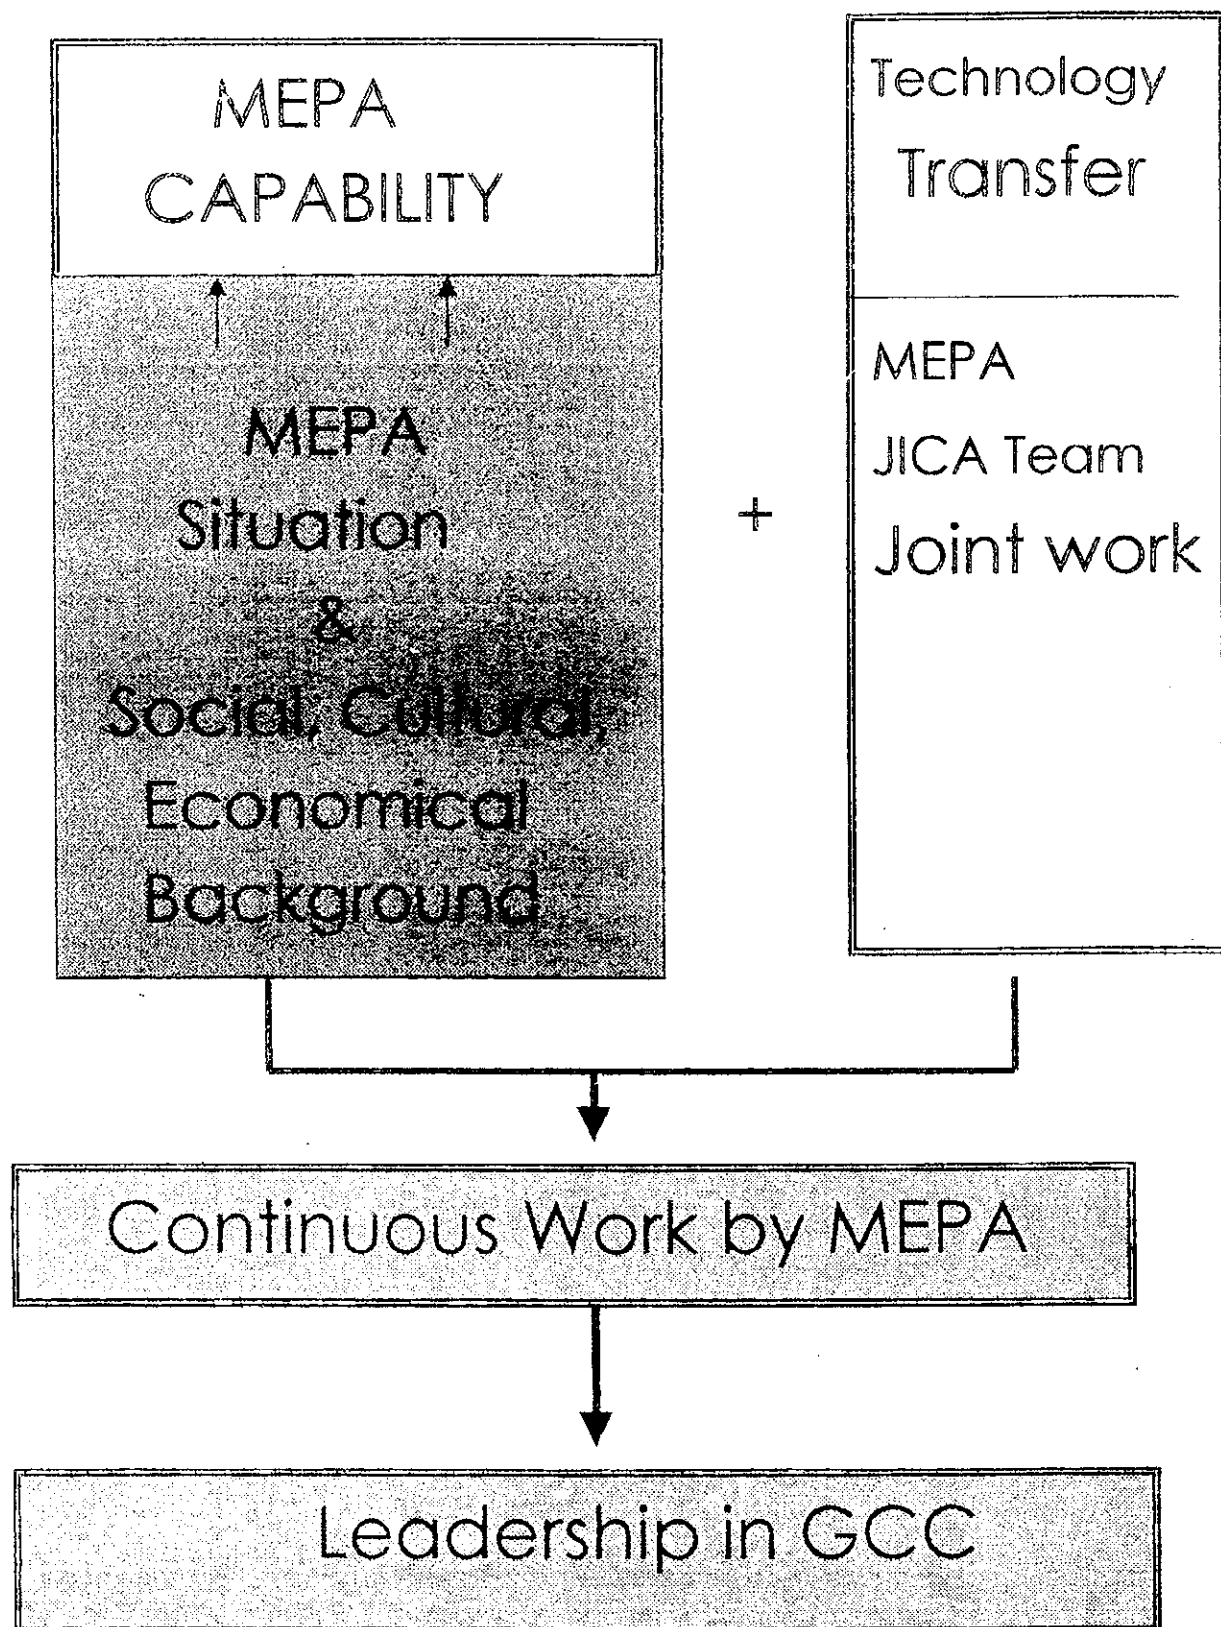 MEPA
CAPABILITY
MEPA
Situation
&
Social, Cultural,
Economical
Background
+
Technology
Transfer
MEPA
JICA Team
Joint work
Continuous Work by MEPA
Leadership in GCC